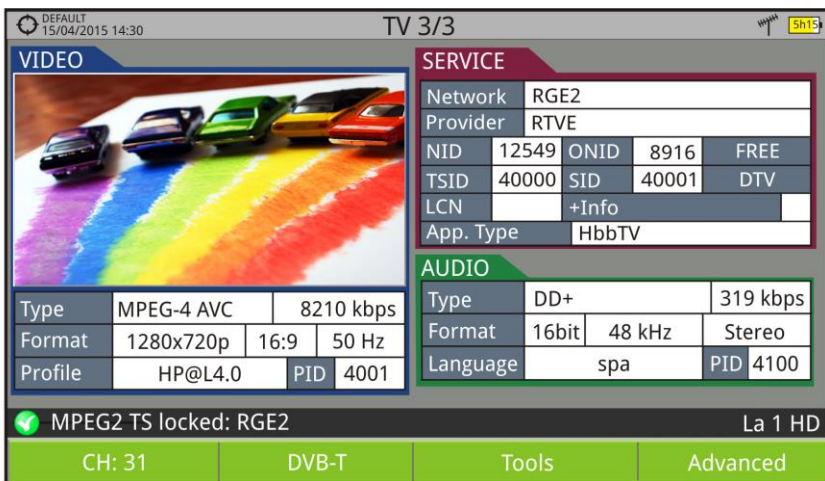 DEFAULT
15/04/2015 14:30
TV 3/3
5h15
VIDEO
Type MPEG-4 AVC 8210 kbps
Format 1280x720p 16:9 50 Hz
Profile HP@L4.0 PID 4001
SERVICE
Network RGE2
Provider RTVE
NID 12549 ONID 8916 FREE
TSID 40000 SID 40001 DTV
LCN +Info
App. Type HbbTV
AUDIO
Type DD+ 319 kbps
Format 16bit 48 kHz Stereo
Language spa PID 4100
MPEG2 TS locked: RGE2 La 1 HD
CH: 31 DVB-T Tools Advanced